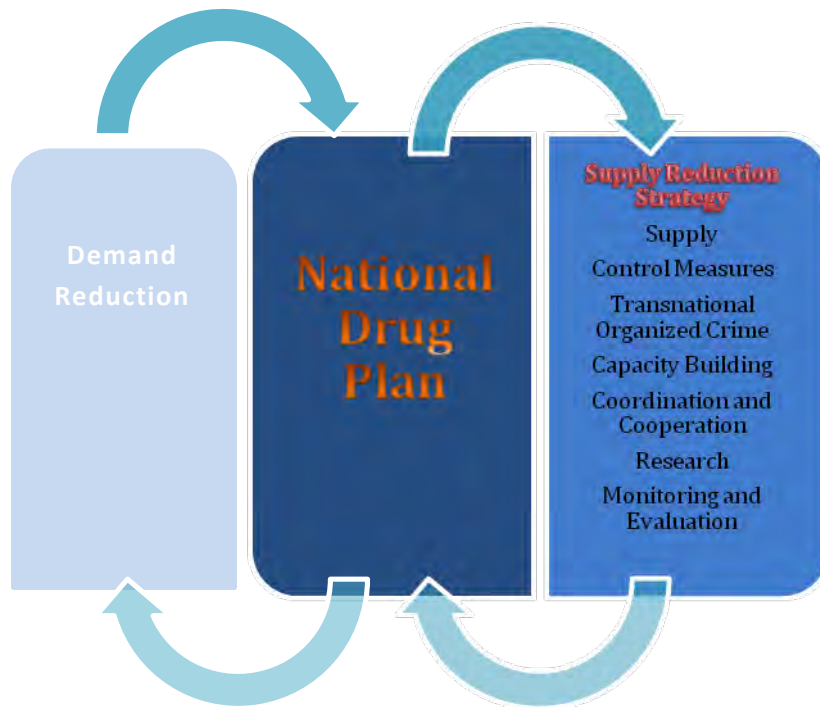 Demand
Reduction
National
Drug
Plan
Supply Reduction
Strategy
Supply
Control Measures
Transnational
Organized Crime
Capacity Building
Coordination and
Cooperation
Research
Monitoring and
Evaluation